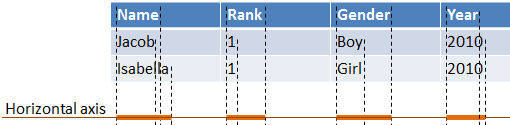 Name Rank Gender Year
Jacob 1 Boy 2010
Isabella 1 Girl 2010
Horizontal axis